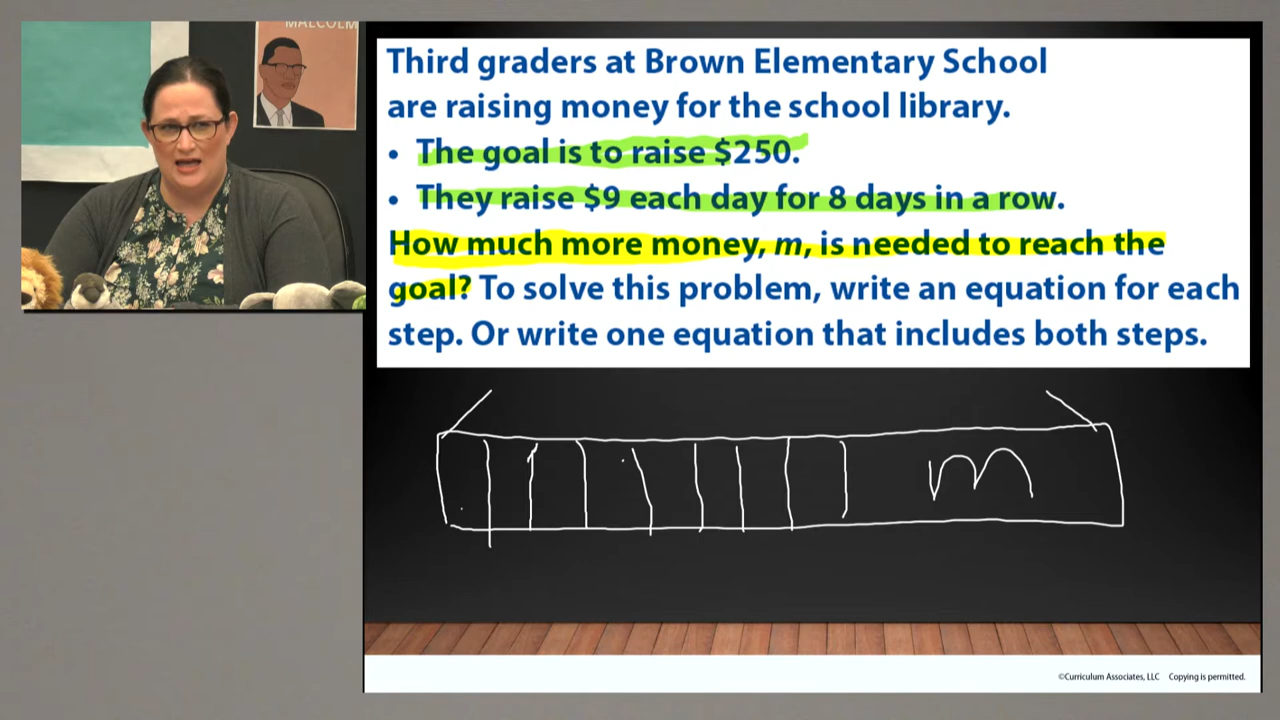 MALCOLM
Third graders at Brown Elementary School
are raising money for the school library.
• The goal is to raise $250.
• They raise $9 each day for 8 days in a row.
How much more money, m, is needed to reach the
goal? To solve this problem, write an equation for each
step. Or write one equation that includes both steps.
m
©Curriculum Associates, LLC Copying is permitted.